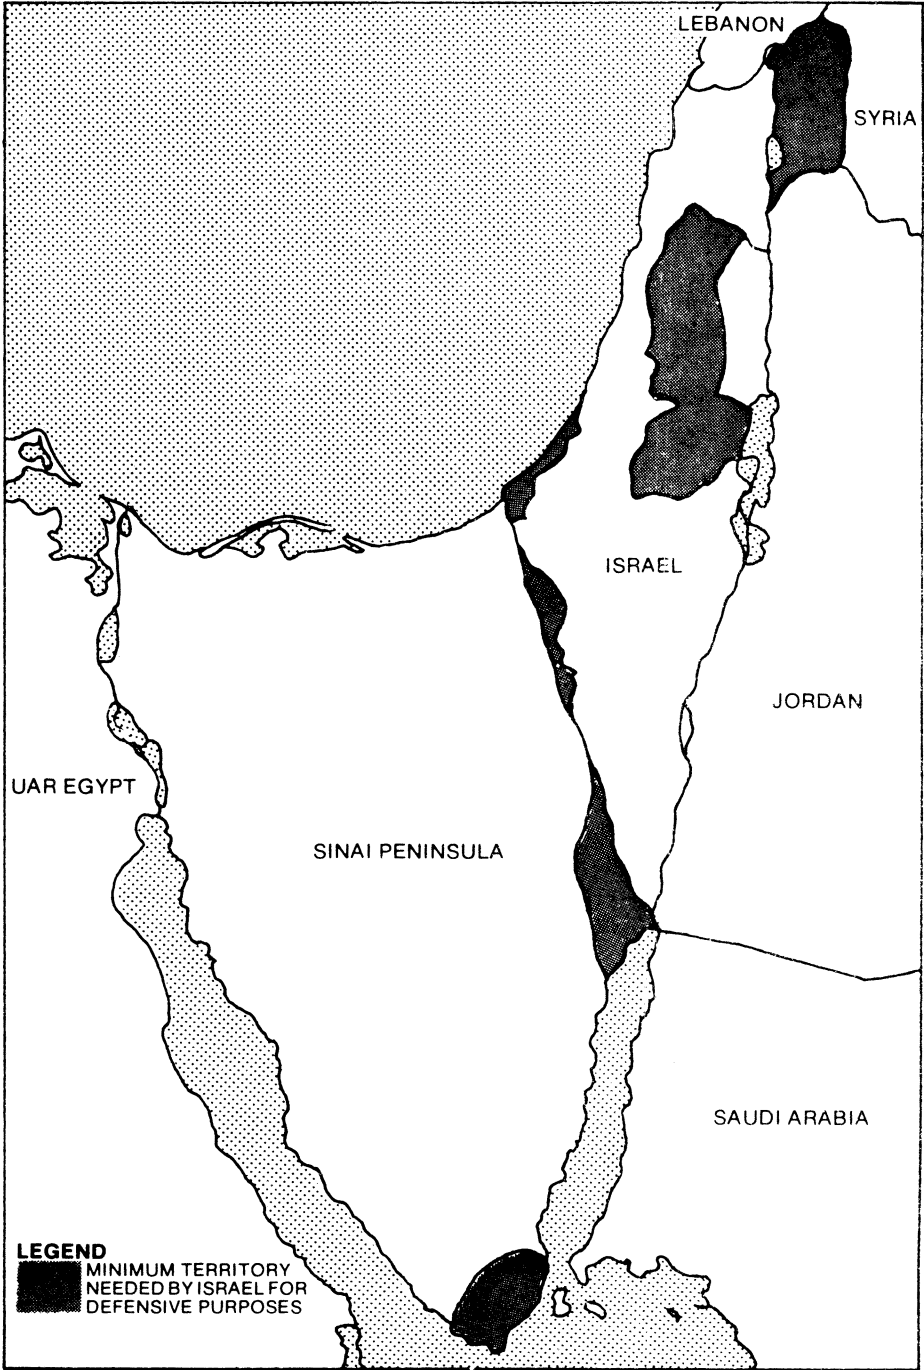 LEBANON
SYRIA
ISRAEL
JORDAN
UAR EGYPT
SINAI PENINSULA
SAUDI ARABIA
LEGEND
MINIMUM TERRITORY
NEEDED BY ISRAEL FOR
DEFENSIVE PURPOSES